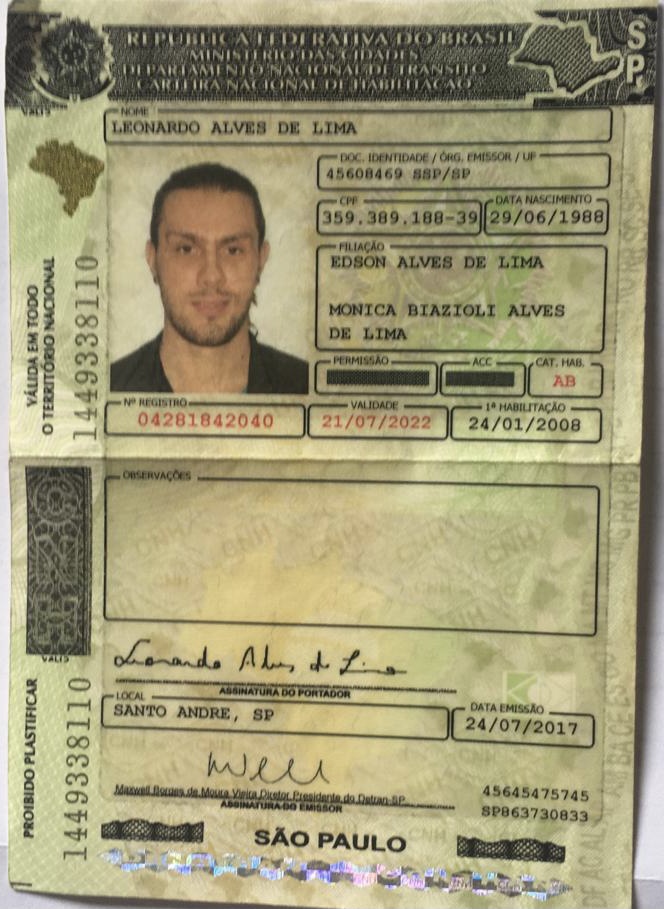 REPÚBLICA FEDERATIVA DO BRASIL
MINISTÉRIO DAS CIDADES
DEPARTAMENTO NACIONAL DE TRÂNSITO
CARTEIRA NACIONAL DE HABILITAÇÃO
SP
NOME
LEONARDO ALVES DE LIMA
DOC. IDENTIDADE / ÓRG. EMISSOR / UF
45608469 SSP/SP
CPF
359.389.188-39
DATA NASCIMENTO
29/06/1988
FILIAÇÃO
EDSON ALVES DE LIMA
MONICA BIAZIOLI ALVES
DE LIMA
PERMISSÃO
ACC
CAT. HAB.
AB
Nº REGISTRO
04281842040
VALIDADE
21/07/2022
1ª HABILITAÇÃO
24/01/2008
VÁLIDA EM TODO
O TERRITÓRIO NACIONAL
1449338110
OBSERVAÇÕES
Leonardo Alves de Lima
ASSINATURA DO PORTADOR
LOCAL
SANTO ANDRE, SP
DATA EMISSÃO
24/07/2017
Maxwell Borges de Moura Vieira Diretor Presidente do Detran-SP
ASSINATURA DO EMISSOR
45645475745
SP863730833
PROIBIDO PLASTIFICAR
1449338110
SÃO PAULO